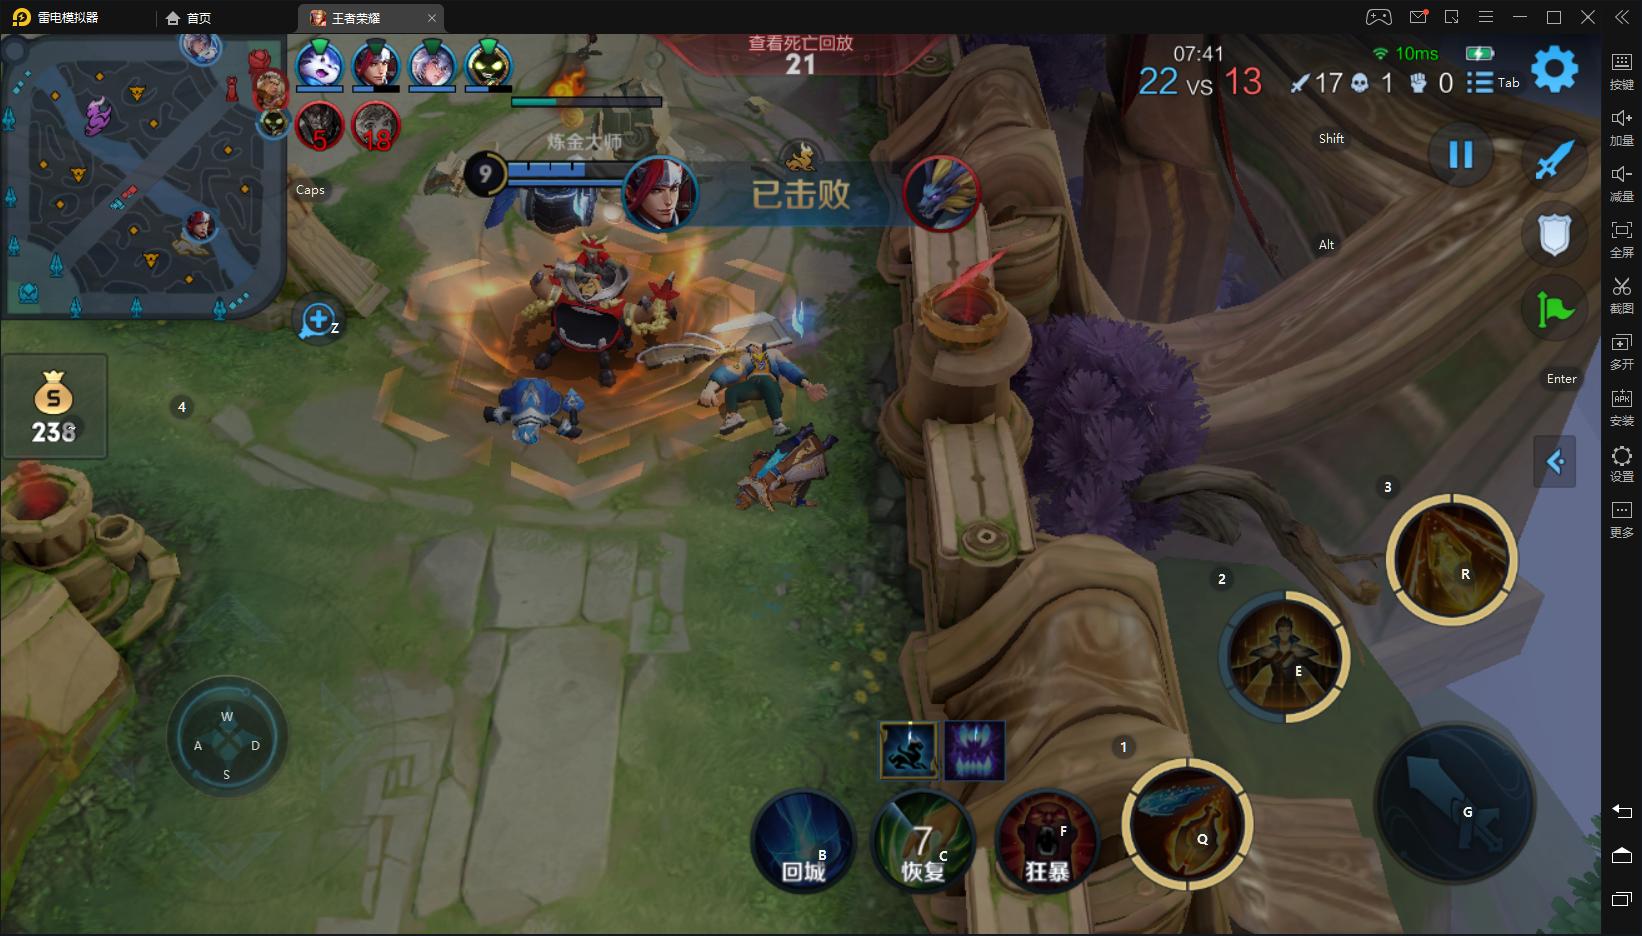 雷电模拟器
首页
王者荣耀
查看死亡回放
21
07:41
10ms
22 vs 13
17 1 0
Tab
Shift
Caps
5
18
炼金大师
9
已击败
Alt
Z
Enter
S
238
4
3
R
2
E
W
A D
S
1
Q
G
7
B
回城
C
恢复
F
狂暴
按键
加量
减量
全屏
截图
多开
APK
安装
设置
更多